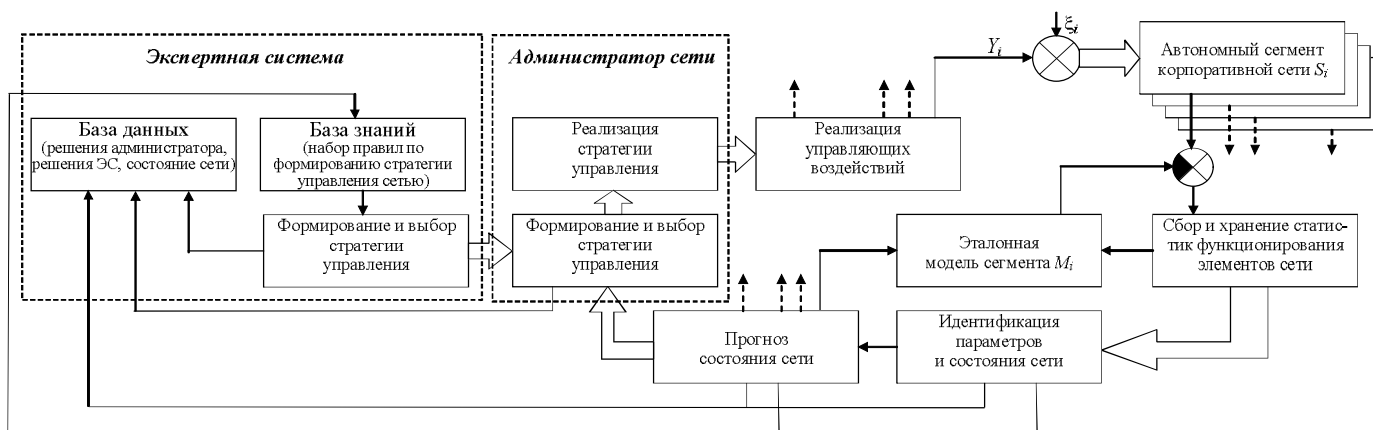 Экспертная система
База данных
(решения администратора,
решения ЭС, состояние сети)
База знаний
(набор правил по
формированию стратегии
управления сетью)
Формирование и выбор
стратегии
управления
Администратор сети
Реализация
стратегии
управления
Формирование и выбор
стратегии
управления
Реализация
управляющих
воздействий
Yi
ξi
Автономный сегмент
корпоративной сети Si
Эталонная
модель сегмента Mi
Сбор и хранение статис-
тик функционирования
элементов сети
Прогноз
состояния сети
Идентификация
параметров
и состояния сети